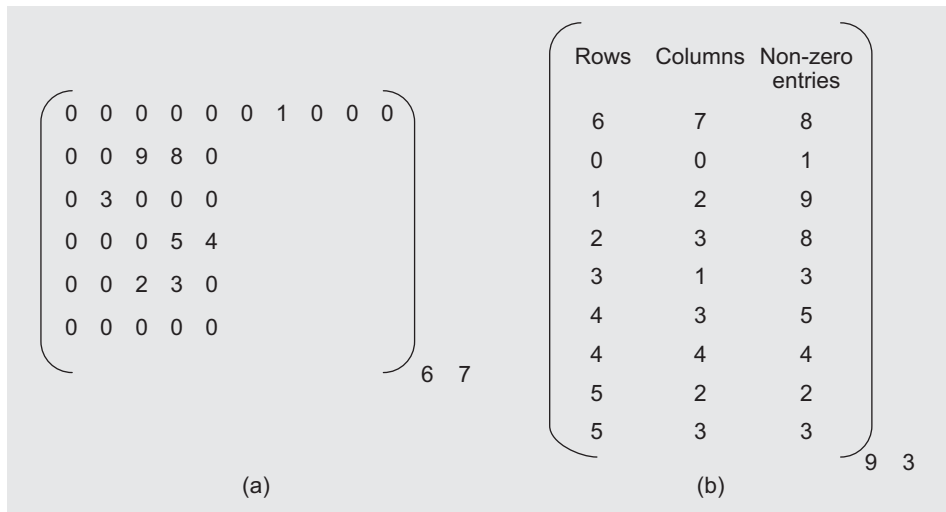 0 0 0 0 0 0 1 0 0 0
0 0 9 8 0
0 3 0 0 0
0 0 0 5 4
0 0 2 3 0
0 0 0 0 0
6 7
(a)
Rows Columns Non-zero
entries
6 7 8
0 0 1
1 2 9
2 3 8
3 1 3
4 3 5
4 4 4
5 2 2
5 3 3
9 3
(b)